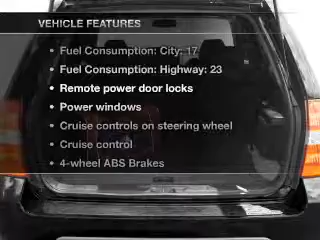 VEHICLE FEATURES
• Fuel Consumption: City: 17
• Fuel Consumption: Highway: 23
• Remote power door locks
• Power windows
• Cruise controls on steering wheel
• Cruise control
• 4-wheel ABS Brakes